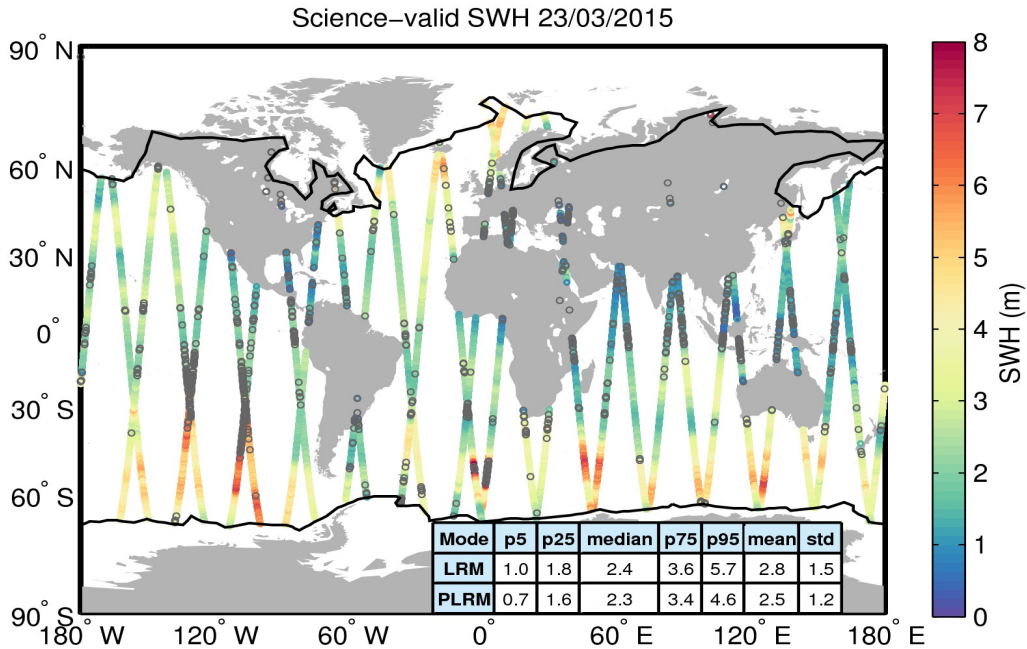 Science−valid SWH 23/03/2015
90° N
60° N
30° N
0°
30° S
60° S
90° S
180° W
120° W
60° W
0°
60° E
120° E
180° E
Mode p5 p25 median p75 p95 mean std
LRM 1.0 1.8 2.4 3.6 5.7 2.8 1.5
PLRM 0.7 1.6 2.3 3.4 4.6 2.5 1.2
8
7
6
5
4
3
2
1
0
SWH (m)